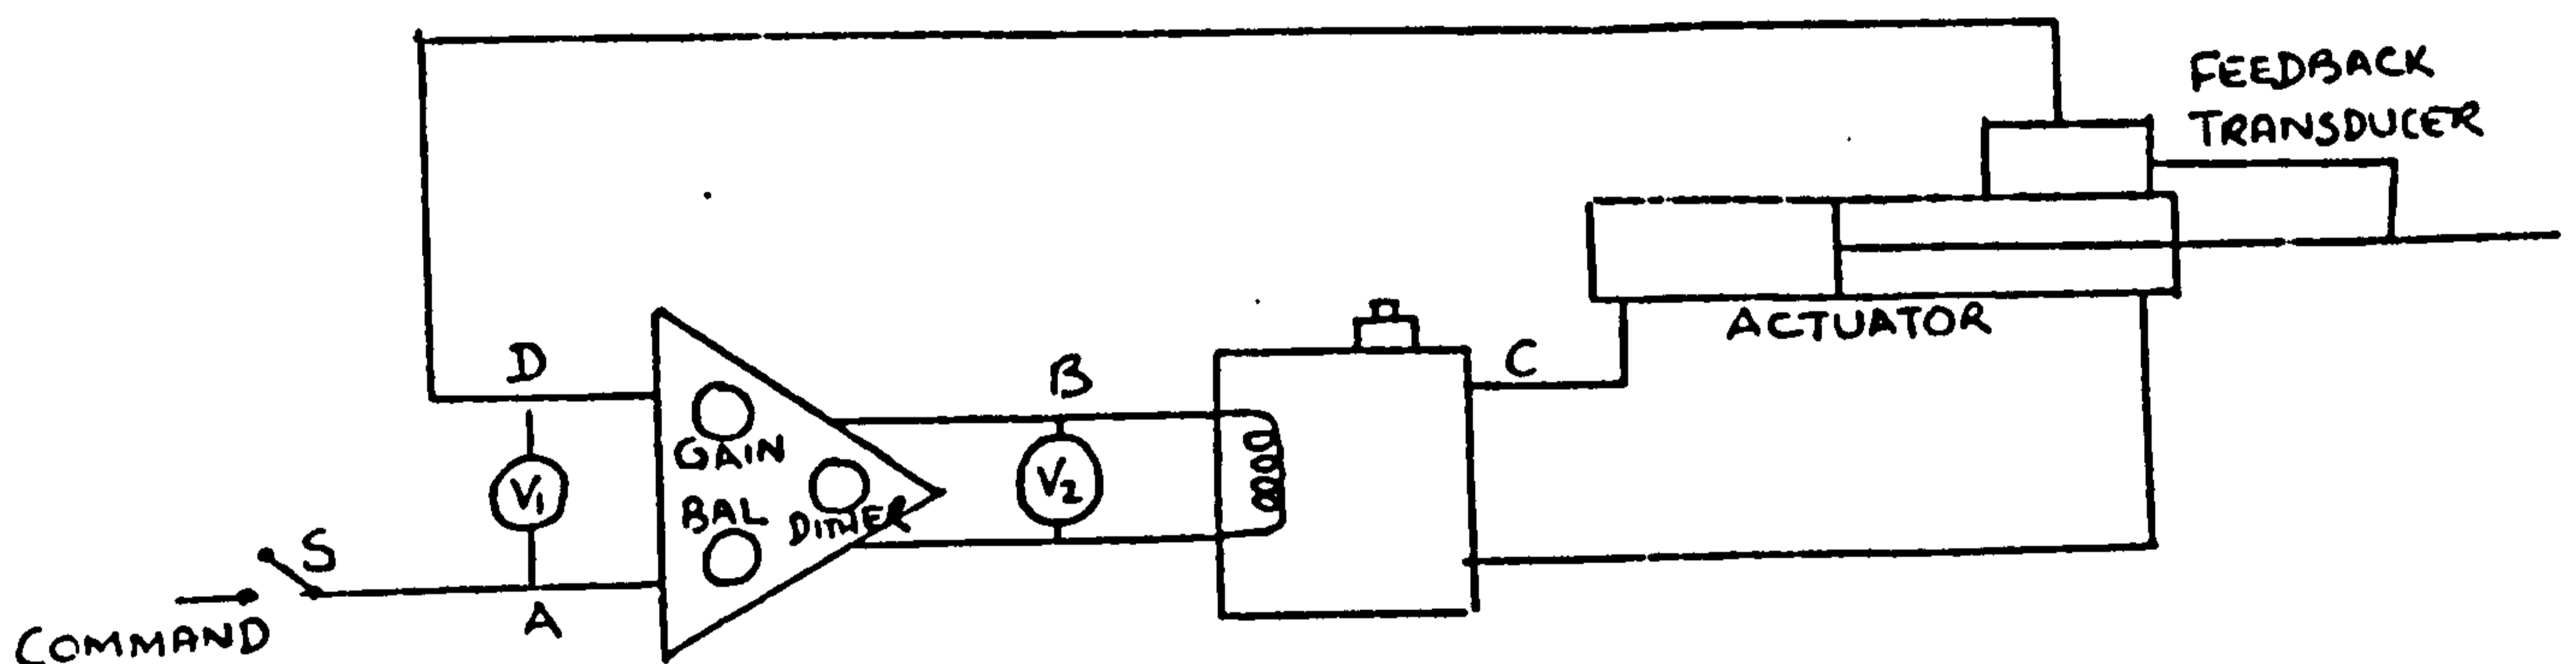 FEEDBACK
TRANSDUCER
ACTUATOR
D
B
C
GAIN
V1
V2
BAL
DITHER
S
A
COMMAND